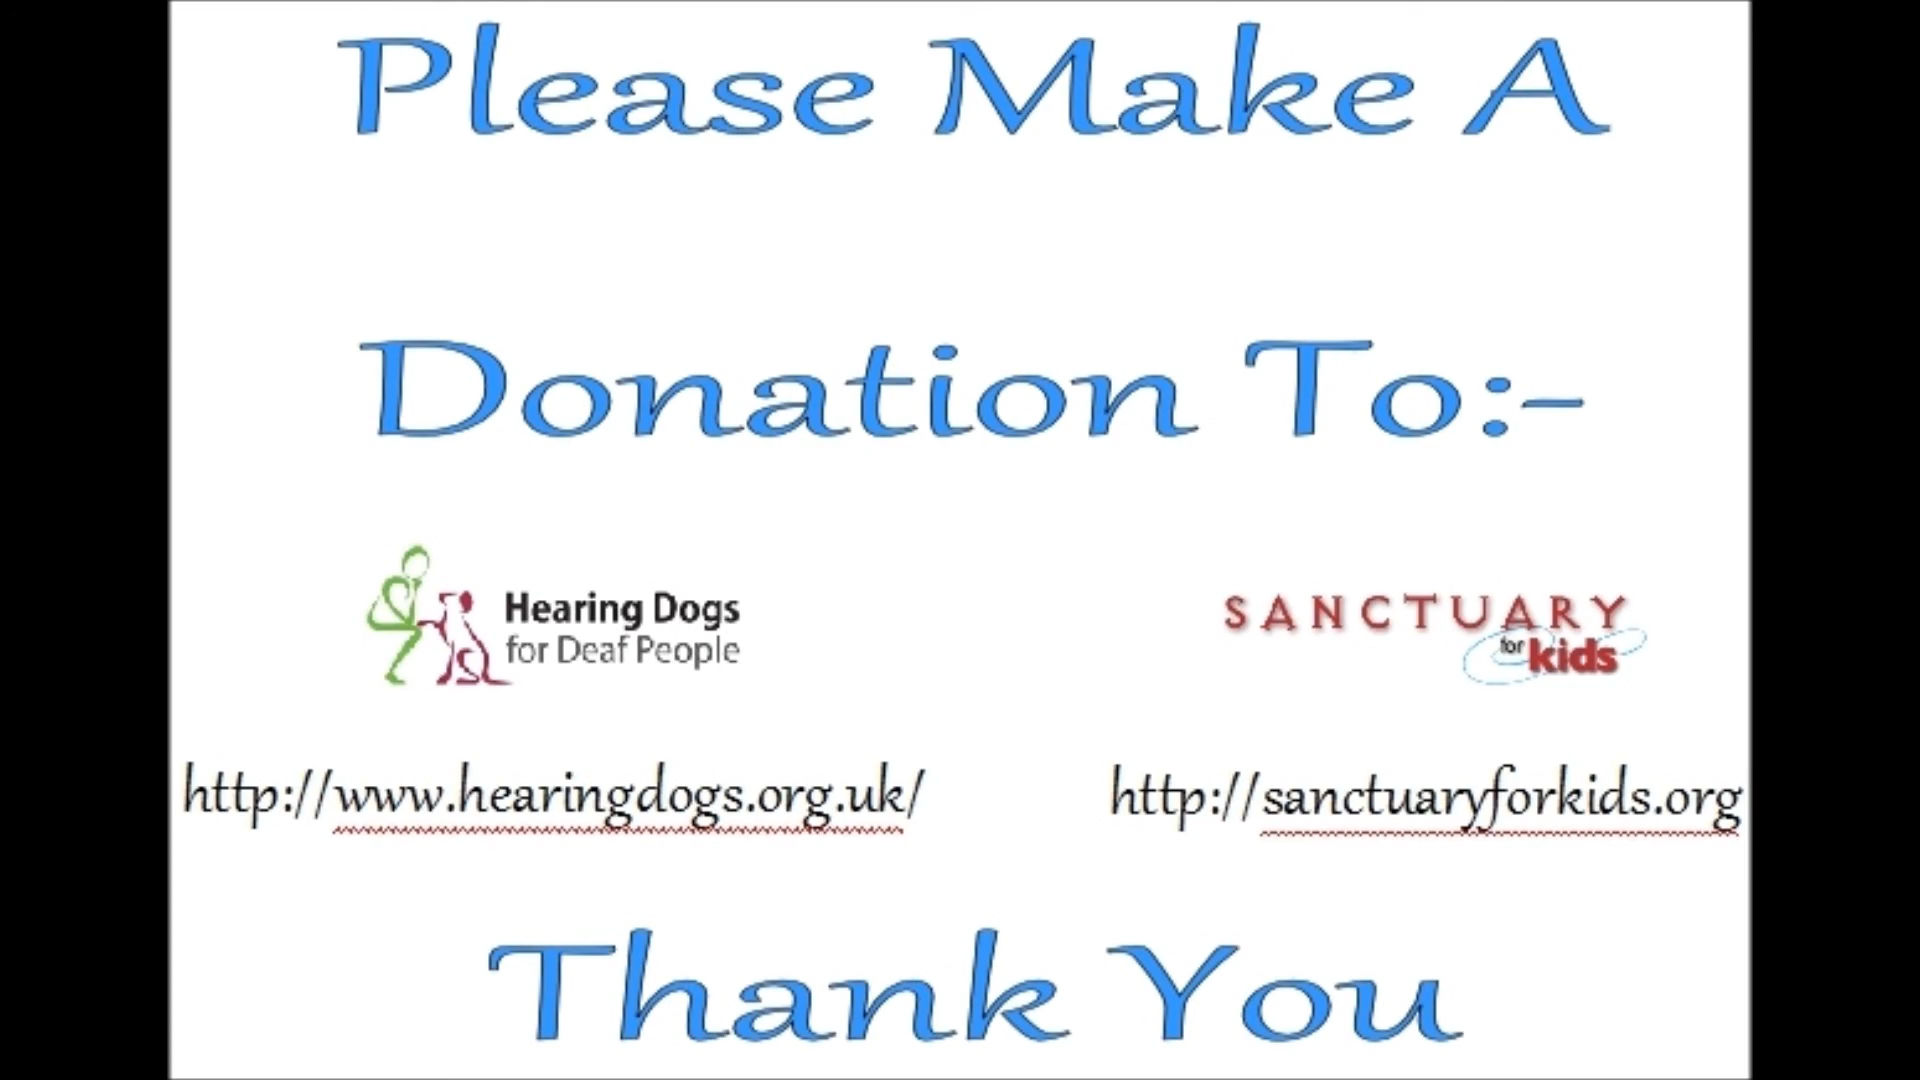 Please Make A
Donation To:-
Hearing Dogs
for Deaf People
SANCTUARY
for kids
http://www.hearingdogs.org.uk/
http://sanctuaryforkids.org
Thank You